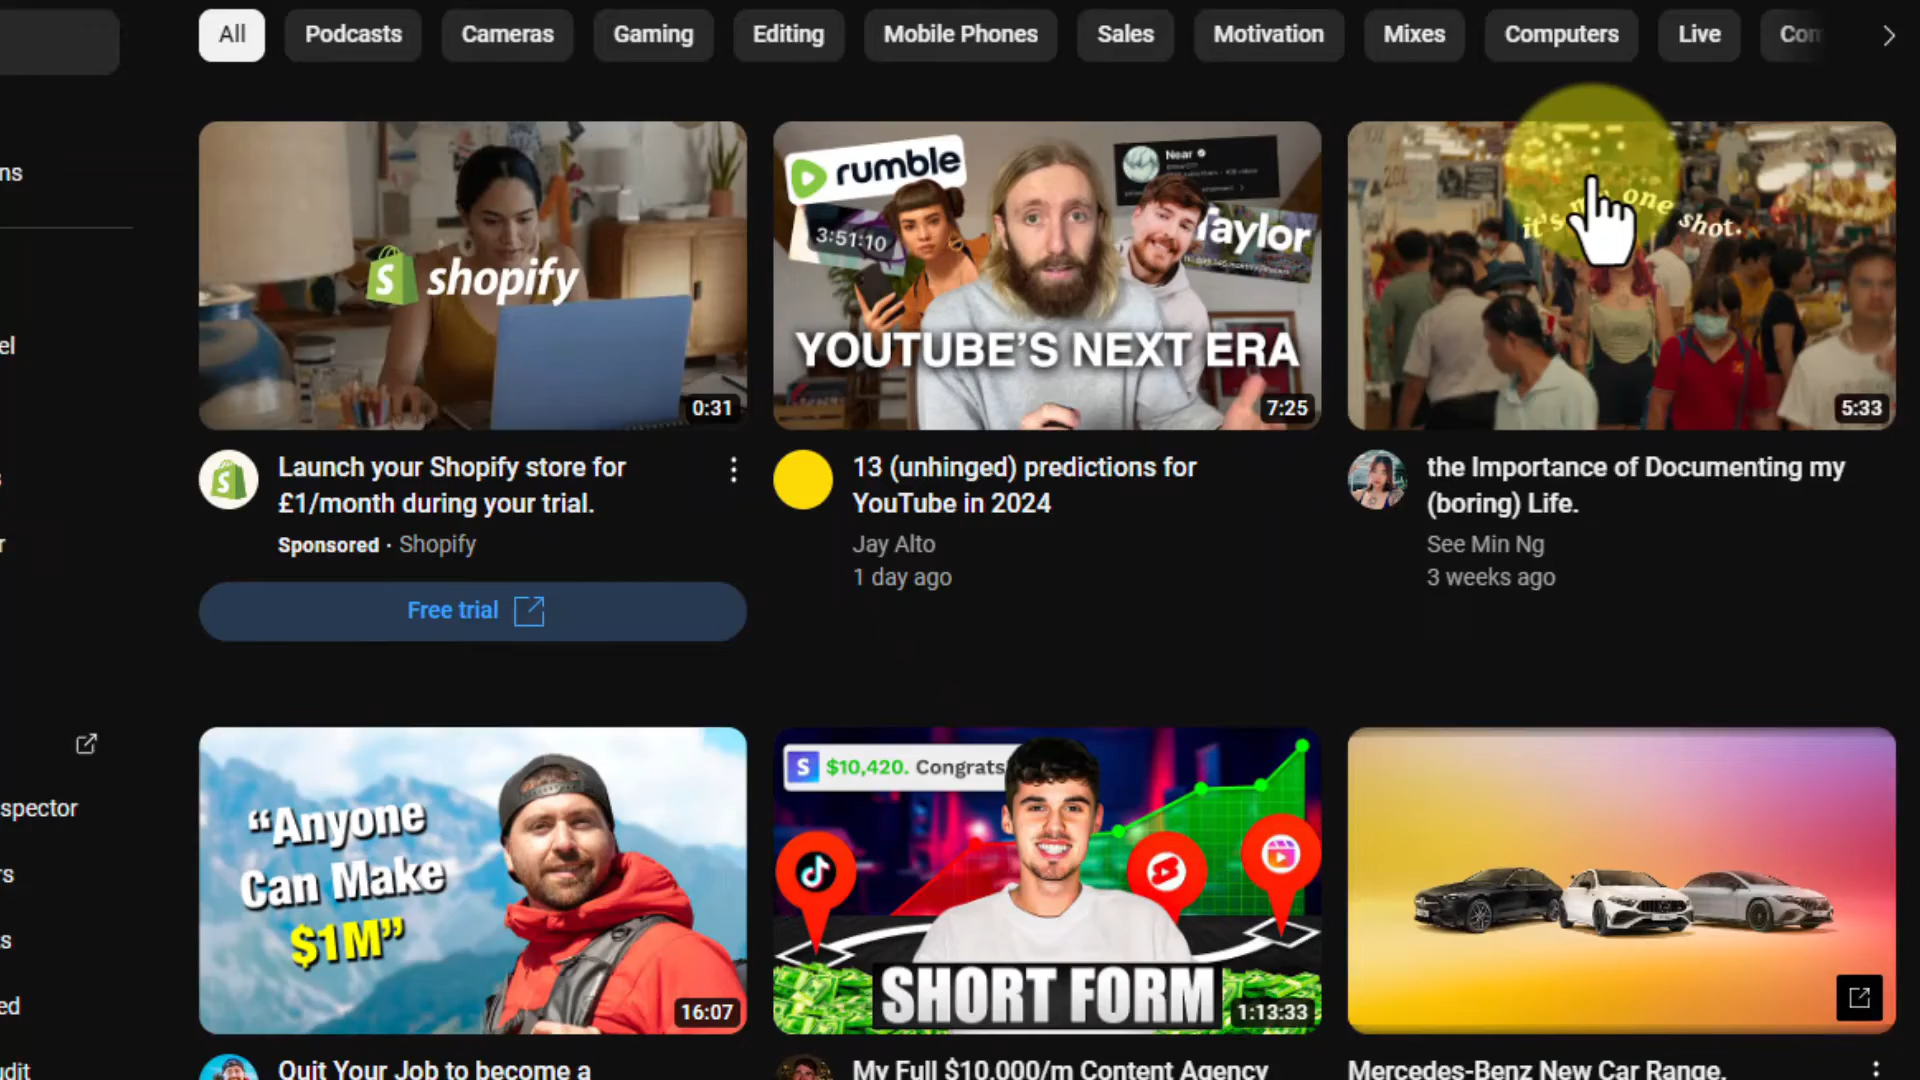 All
Podcasts
Cameras
Gaming
Editing
Mobile Phones
Sales
Motivation
Mixes
Computers
Live
Con
ns
el
r
spector
rs
s
ed
udit
shopify
0:31
Launch your Shopify store for
£1/month during your trial.
Sponsored · Shopify
Free trial
rumble
3:51:10
Near
Taylor
YOUTUBE'S NEXT ERA
7:25
13 (unhinged) predictions for
YouTube in 2024
Jay Alto
1 day ago
it's
one
shot.
5:33
the Importance of Documenting my
(boring) Life.
See Min Ng
3 weeks ago
“Anyone
Can Make
$1M”
16:07
Quit Your Job to become a
S $10,420. Congrats
SHORT FORM
1:13:33
My Full $10,000/m Content Agency
Mercedes-Benz New Car Range.